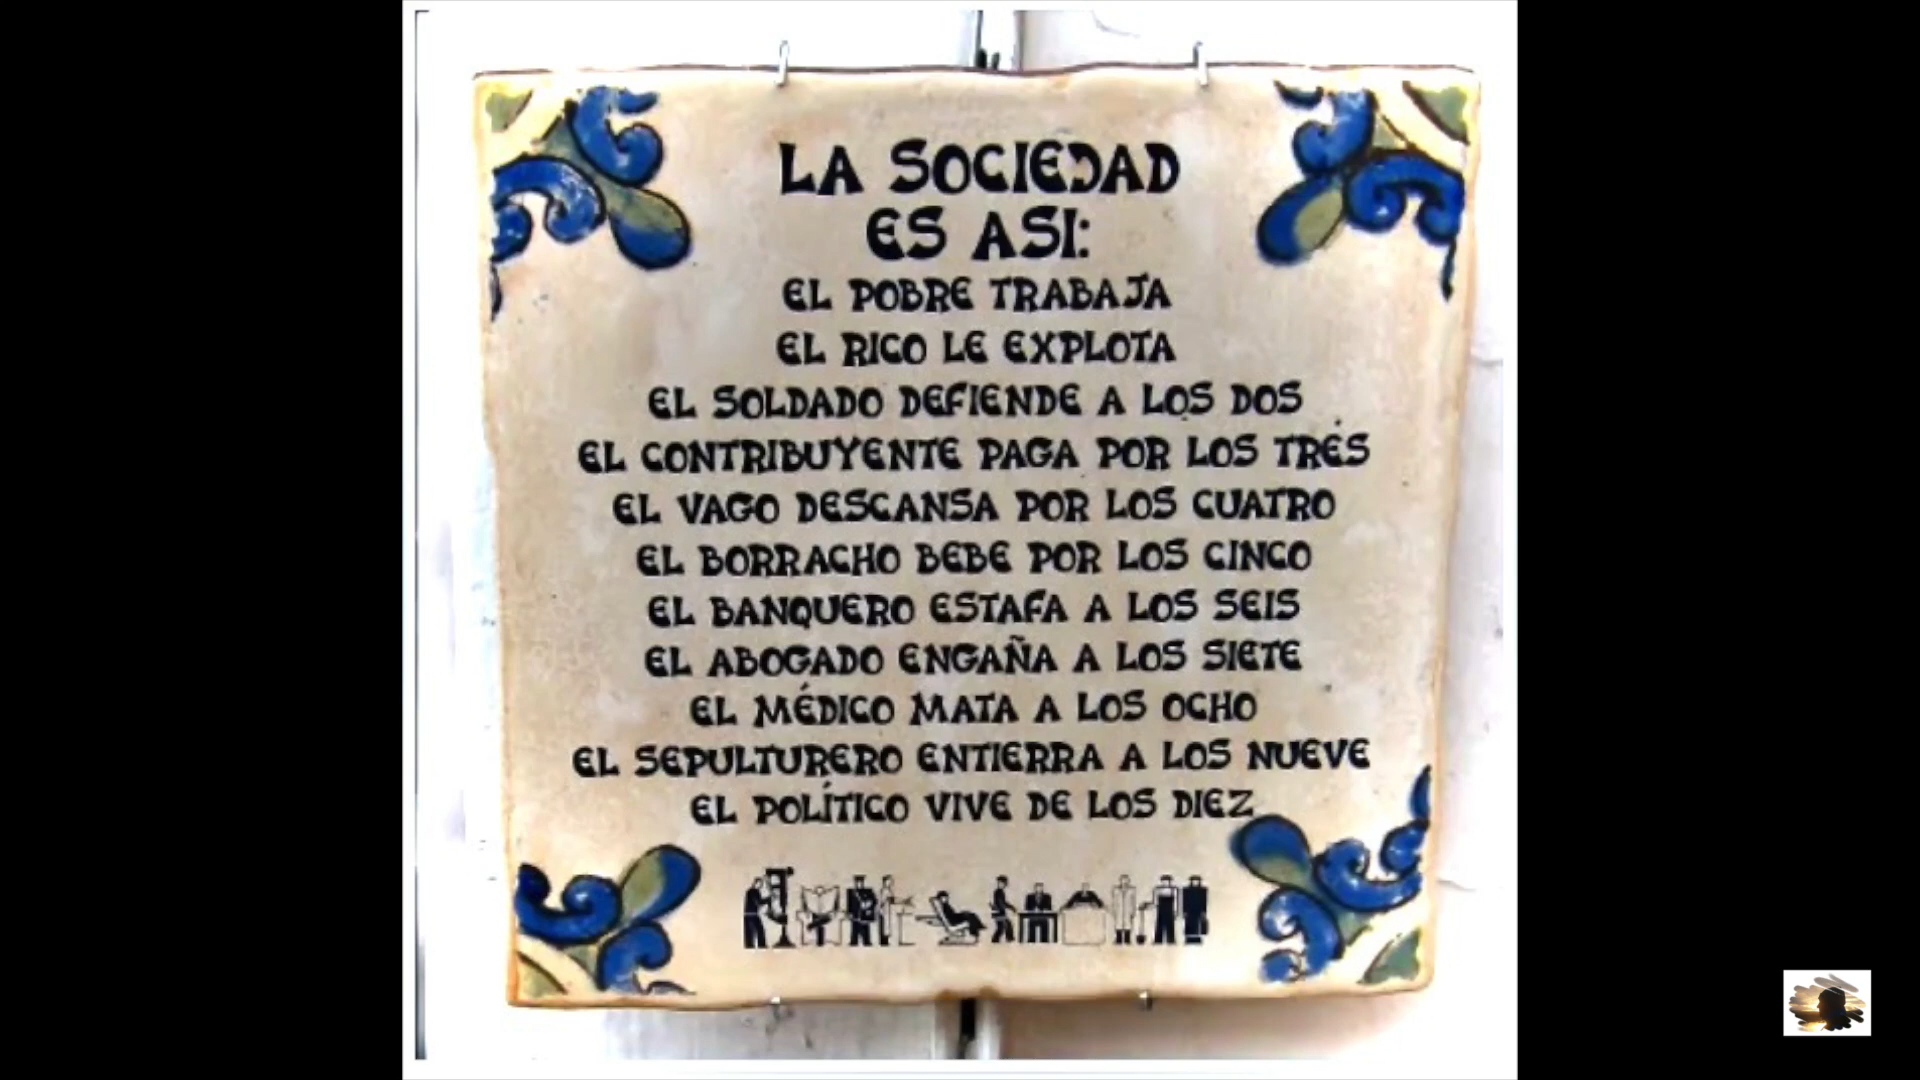 LA SOCIEDAD
ES ASI:
EL POBRE TRABAJA
EL RICO LE EXPLOTA
EL SOLDADO DEFIENDE A LOS DOS
EL CONTRIBUYENTE PAGA POR LOS TRES
EL VAGO DESCANSA POR LOS CUATRO
EL BORRACHO BEBE POR LOS CINCO
EL BANQUERO ESTAFA A LOS SEIS
EL ABOGADO ENGAÑA A LOS SIETE
EL MÉDICO MATA A LOS OCHO
EL SEPULTURERO ENTIERRA A LOS NUEVE
EL POLÍTICO VIVE DE LOS DIEZ